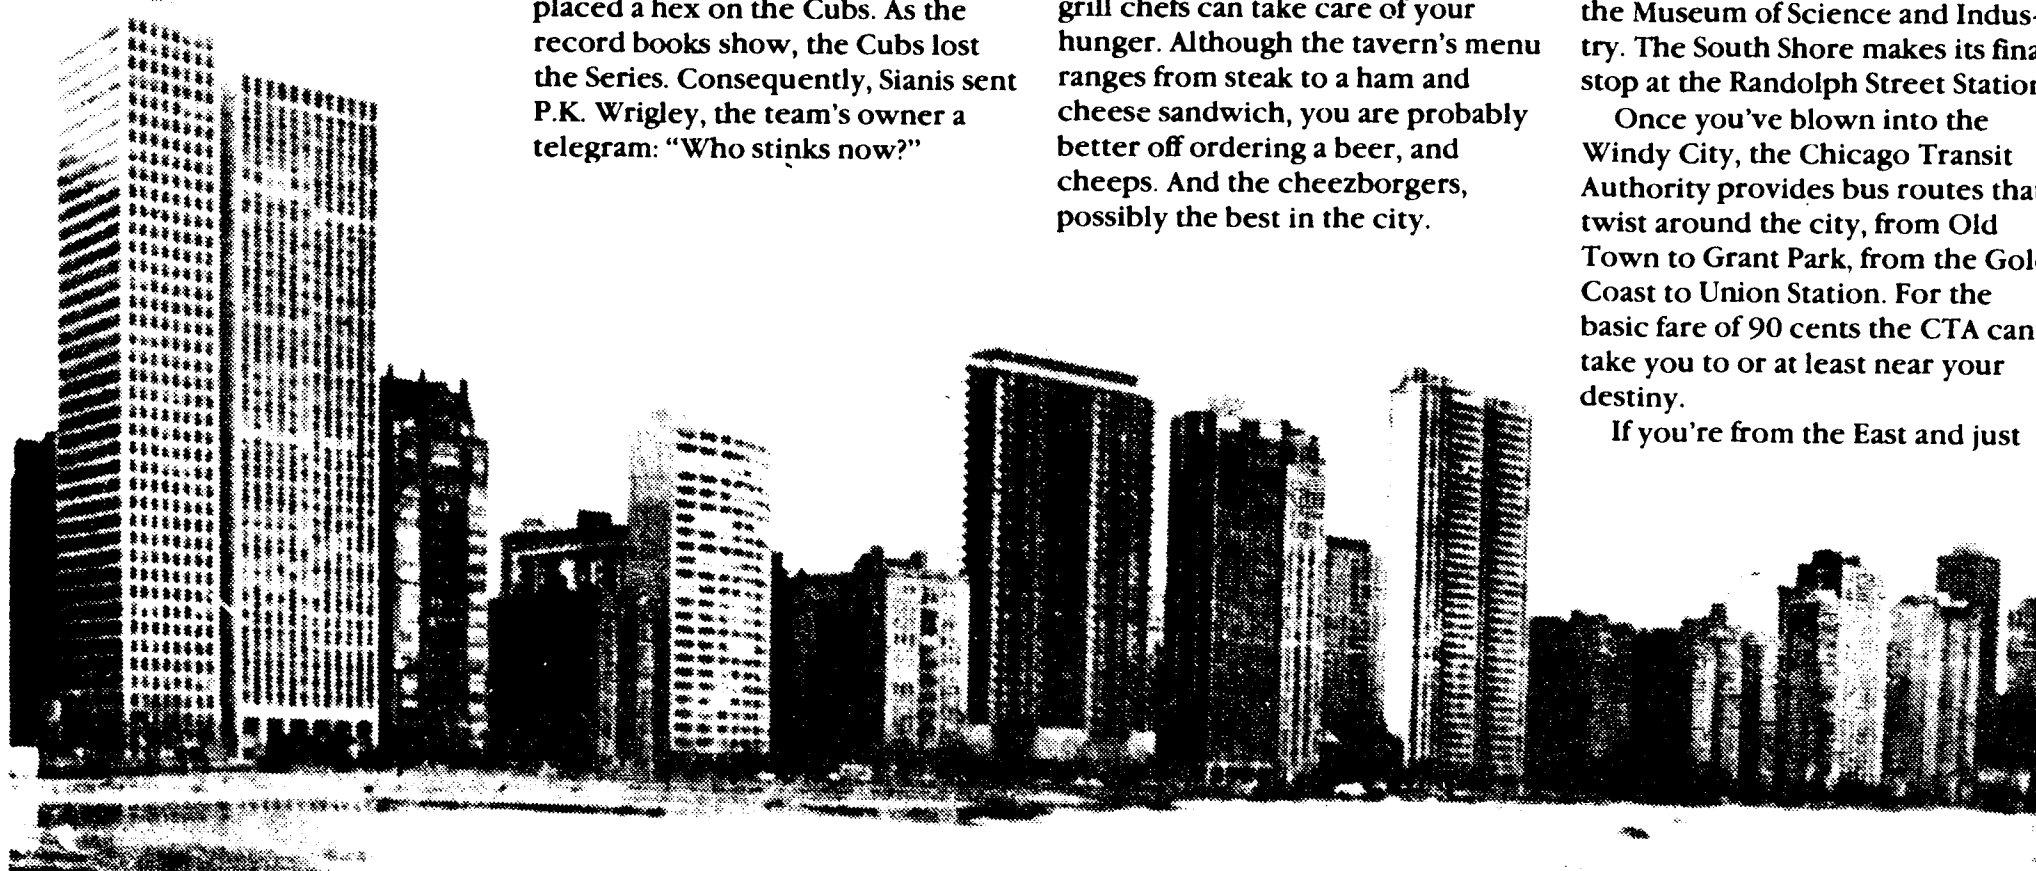 placed a hex on the Cubs. As the
record books show, the Cubs lost
the Series. Consequently, Sianis sent
P.K. Wrigley, the team's owner a
telegram: “Who stinks now?”
grill chefs can take care of your
hunger. Although the tavern's menu
ranges from steak to a ham and
cheese sandwich, you are probably
better off ordering a beer, and
cheeps. And the cheezborgers,
possibly the best in the city.
the Museum of Science and Indus-
try. The South Shore makes its fina
stop at the Randolph Street Station
Once you've blown into the
Windy City, the Chicago Transit
Authority provides bus routes that
twist around the city, from Old
Town to Grant Park, from the Gol
Coast to Union Station. For the
basic fare of 90 cents the CTA can
take you to or at least near your
destiny.
If you're from the East and just